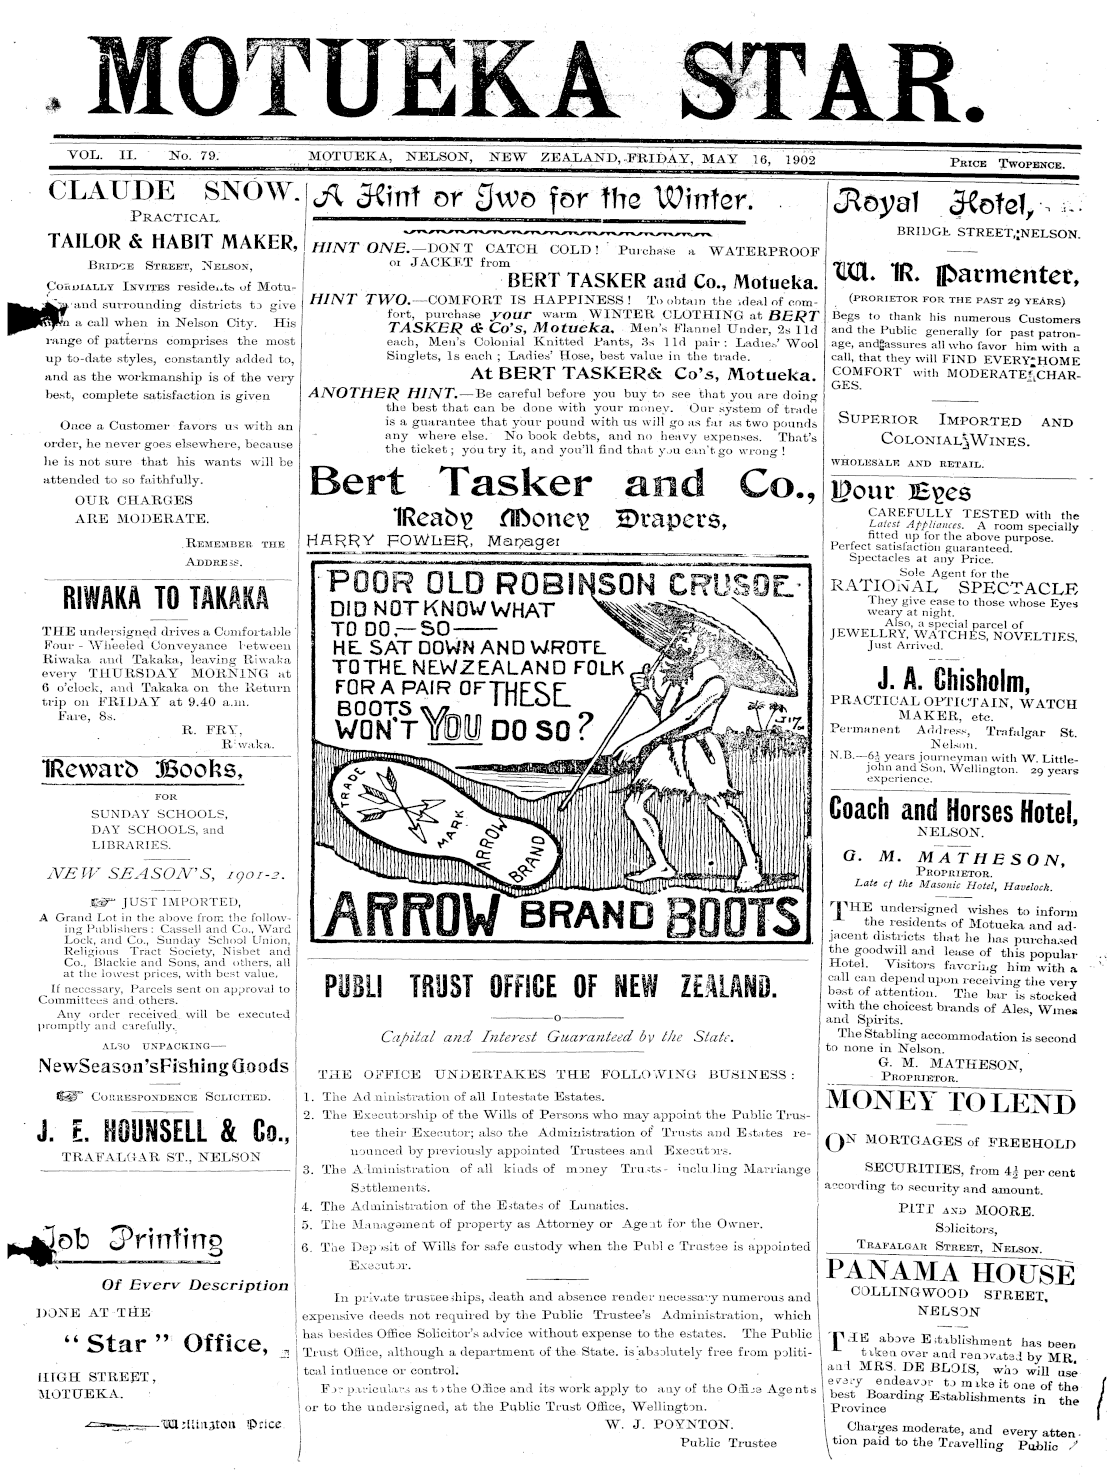 MOTUEKA STAR.
VOL. II. No. 79. MOTUEKA, NELSON, NEW ZEALAND, FRIDAY, MAY 16, 1902 PRICE TWOPENCE.
CLAUDE SNOW.
PRACTICAL
TAILOR & HABIT MAKER,
BRIDGE STREET, NELSON,
CORDIALLY INVITES residents of Motu-
and surrounding districts to give
a call when in Nelson City. His
range of patterns comprises the most
up to-date styles, constantly added to,
and as the workmanship is of the very
best, complete satisfaction is given
Once a Customer favors us with an
order, he never goes elsewhere, because
he is not sure that his wants will be
attended to so faithfully.
OUR CHARGES
ARE MODERATE.
REMEMBER THE
ADDRESS.
RIWAKA TO TAKAKA
THE undersigned drives a Comfortable
Four - Wheeled Conveyance between
Riwaka and Takaka, leaving Riwaka
every THURSDAY MORNING at
6 o'clock, and Takaka on the Return
trip on FRIDAY at 9.40 a.m.
Fare, 8s.
R. FRY,
Riwaka.
Reward Books,
FOR
SUNDAY SCHOOLS,
DAY SCHOOLS, and
LIBRARIES.
NEW SEASON'S, 1901-2.
☞ JUST IMPORTED,
A Grand Lot in the above from the follow-
ing Publishers: Cassell and Co., Ward
Lock, and Co., Sunday School Union,
Religious Tract Society, Nisbet and
Co., Blackie and Sons, and others, all
at the lowest prices, with best value.
If necessary, Parcels sent on approval to
Committees and others.
Any order received will be executed
promptly and carefully.
ALSO UNPACKING—
New Season's Fishing Goods
☞ CORRESPONDENCE SOLICITED.
J. E. HOUNSELL & Co.,
TRAFALGAR ST., NELSON
Job Printing
Of Every Description
DONE AT THE
"Star" Office,
HIGH STREET,
MOTUEKA.
Wellington Price
A Hint or Two for the Winter.
HINT ONE.—DON'T CATCH COLD! Purchase a WATERPROOF
or JACKET from
BERT TASKER and Co., Motueka.
HINT TWO.—COMFORT IS HAPPINESS! To obtain the ideal of com-
fort, purchase your warm WINTER CLOTHING at BERT
TASKER & Co's, Motueka. Men's Flannel Under, 2s 11d
each, Men's Colonial Knitted Pants, 3s 11d pair: Ladies' Wool
Singlets, 1s each; Ladies' Hose, best value in the trade.
At BERT TASKER& Co's, Motueka.
ANOTHER HINT.—Be careful before you buy to see that you are doing
the best that can be done with your money. Our system of trade
is a guarantee that your pound with us will go as far as two pounds
any where else. No book debts, and no heavy expenses. That's
the ticket; you try it, and you'll find that you can't go wrong!
Bert Tasker and Co.,
Ready Money Drapers,
HARRY FOWLER, Manager
POOR OLD ROBINSON CRUSOE
DID NOT KNOW WHAT
TO DO,— SO —
HE SAT DOWN AND WROTE
TO THE NEW ZEALAND FOLK
FOR A PAIR OF THESE
BOOTS
WON'T YOU DO SO?
TRADE
MARK
ARROW
BRAND
ARROW BRAND BOOTS
PUBLI TRUST OFFICE OF NEW ZEALAND.
—o—
Capital and Interest Guaranteed by the State.
THE OFFICE UNDERTAKES THE FOLLOWING BUSINESS:
1. The Administration of all Intestate Estates.
2. The Executorship of the Wills of Persons who may appoint the Public Trus-
tee their Executor; also the Administration of Trusts and Estates re-
nounced by previously appointed Trustees and Executors.
3. The Administration of all kinds of money Trusts- including Marriange
Settlements.
4. The Administration of the Estates of Lunatics.
5. The Management of property as Attorney or Agent for the Owner.
6. The Deposit of Wills for safe custody when the Public Trustee is appointed
Executor.
In private trusteeships, death and absence render necessary numerous and
expensive deeds not required by the Public Trustee's Administration, which
has besides Office Solicitor's advice without expense to the estates. The Public
Trust Office, although a department of the State. is absolutely free from politi-
tcal influence or control.
For particulars as to the Office and its work apply to any of the Office Agents
or to the undersigned, at the Public Trust Office, Wellington.
W. J. POYNTON.
Public Trustee
Royal Hotel,
BRIDGE STREET, NELSON.
W. R. Parmenter,
(PRORIETOR FOR THE PAST 29 YEARS)
Begs to thank his numerous Customers
and the Public generally for past patron-
age, and assures all who favor him with a
call, that they will FIND EVERY HOME
COMFORT with MODERATE CHAR-
GES.
SUPERIOR IMPORTED AND
COLONIAL WINES.
WHOLESALE AND RETAIL.
Your Eyes
CAREFULLY TESTED with the
Latest Appliances. A room specially
fitted up for the above purpose.
Perfect satisfaction guaranteed.
Spectacles at any Price.
Sole Agent for the
RATIONAL SPECTACLE
They give ease to those whose Eyes
weary at night.
Also, a special parcel of
JEWELLRY, WATCHES, NOVELTIES,
Just Arrived.
J. A. Chisholm,
PRACTICAL OPTICTAIN, WATCH
MAKER, etc.
Permanent Address, Trafalgar St.
Nelson.
N.B.—6½ years journeyman with W. Little-
john and Son, Wellington. 29 years
experience.
Coach and Horses Hotel,
NELSON.
G. M. MATHESON,
PROPRIETOR.
Late of the Masonic Hotel, Havelock.
THE undersigned wishes to inform
the residents of Motueka and ad-
jacent districts that he has purchased
the goodwill and lease of this popular
Hotel. Visitors favoring him with a
call can depend upon receiving the very
best of attention. The bar is stocked
with the choicest brands of Ales, Wines
and Spirits.
The Stabling accommodation is second
to none in Nelson.
G. M. MATHESON,
PROPRIETOR.
MONEY TO LEND
ON MORTGAGES OF FREEHOLD
SECURITIES, from 4½ per cent
according to security and amount.
PITT AND MOORE.
Solicitors,
TRAFALGAR STREET, NELSON.
PANAMA HOUSE
COLLINGWOOD STREET,
NELSON
THE above Establishment has been
taken over and renovated by MR.
and MRS. DE BLOIS, who will use
every endeavor to make it one of the
best Boarding Establishments in the
Province
Charges moderate, and every atten-
tion paid to the Travelling Public